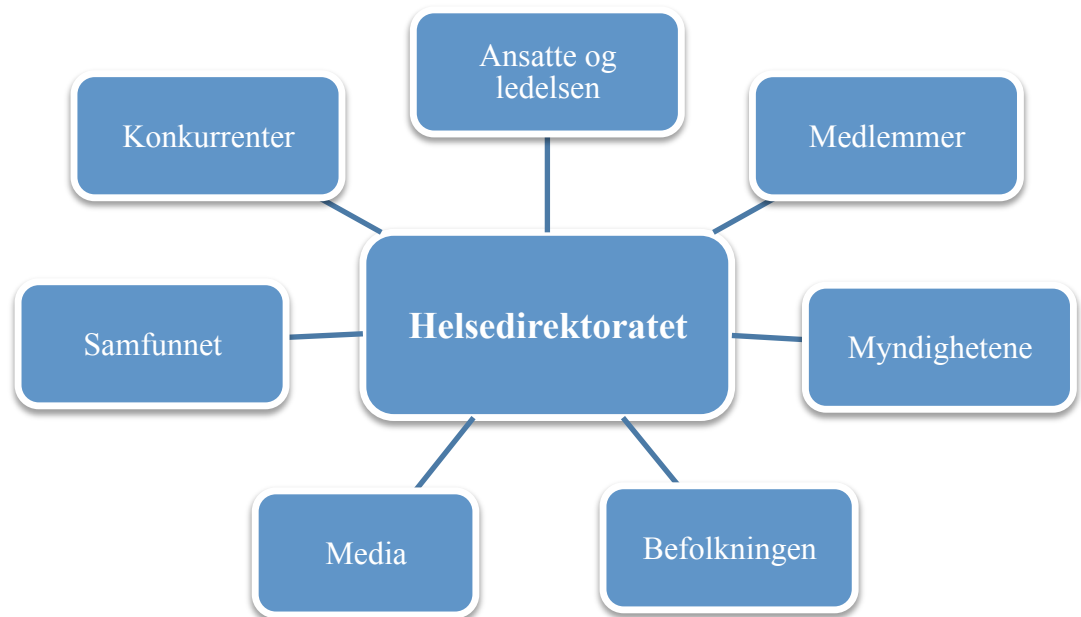 Ansatte og
ledelsen
Konkurrenter
Medlemmer
Helsedirektoratet
Samfunnet
Myndighetene
Media
Befolkningen